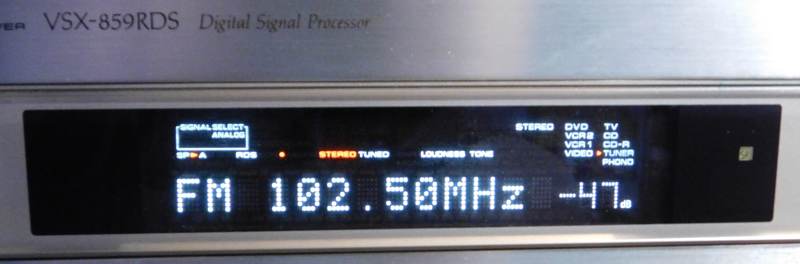 VSX-859RDS Digital Signal Processor
SIGNAL SELECT
ANALOG
STEREO DVD TV
VCR2 CD
VCR1 CD-R
SP►A RDS STEREO TUNED LOUDNESS TONE VIDEO ►TUNER
PHONO
FM 102.50MHz -47dB